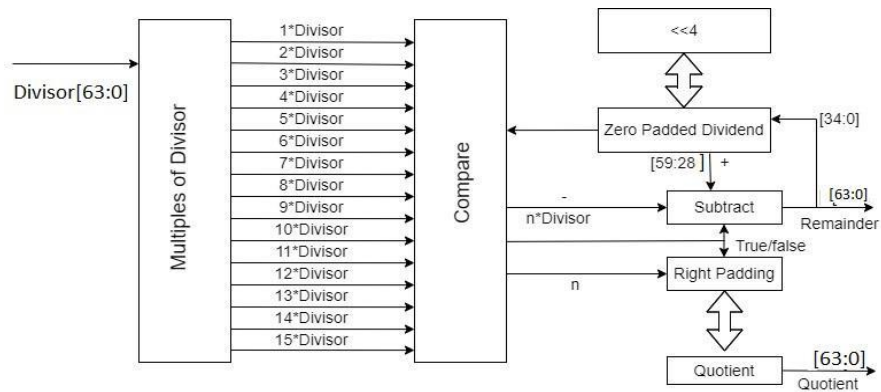 Divisor[63:0]
Multiples of Divisor
1*Divisor
2*Divisor
3*Divisor
4*Divisor
5*Divisor
6*Divisor
7*Divisor
8*Divisor
9*Divisor
10*Divisor
11*Divisor
12*Divisor
13*Divisor
14*Divisor
15*Divisor
Compare
<<4
Zero Padded Dividend
[34:0]
[59:28 ] +
-
n*Divisor
Subtract
[63:0]
Remainder
True/false
n
Right Padding
Quotient
[63:0]
Quotient